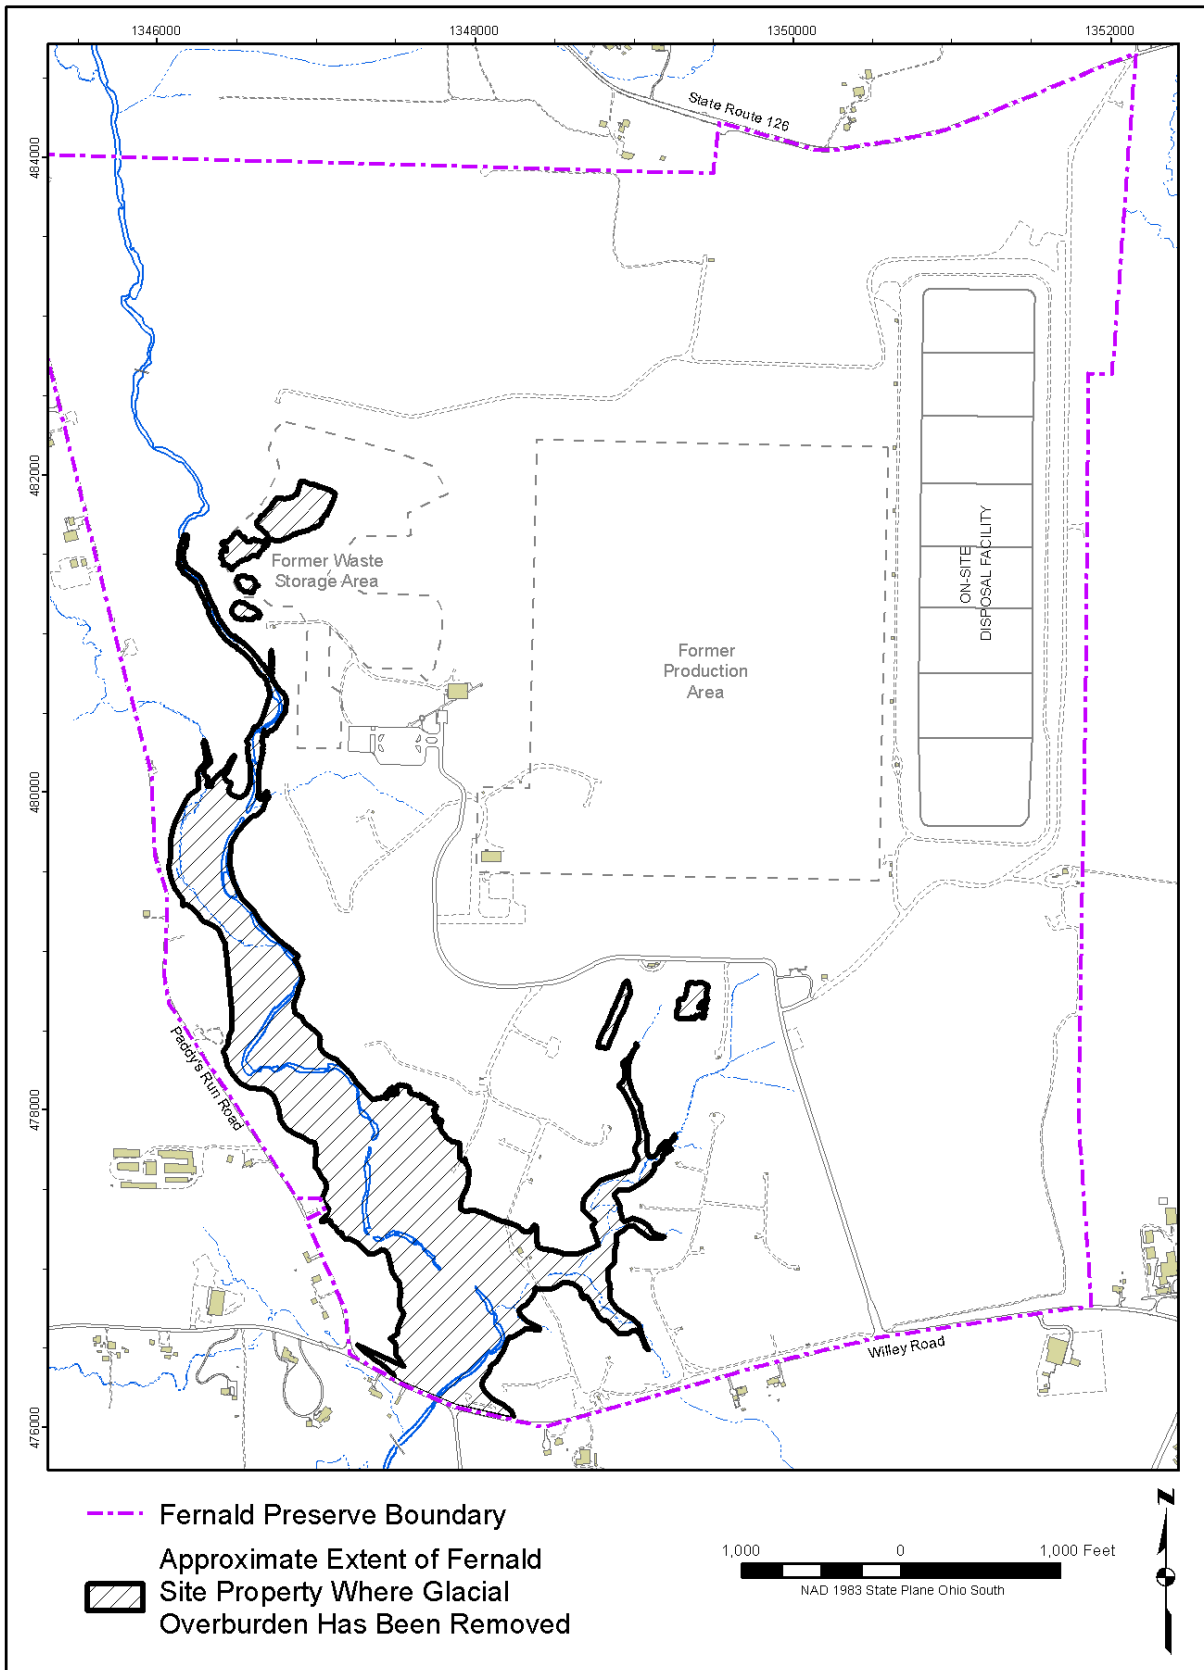 1346000
1348000
1350000
1352000
State Route 126
484000
482000
480000
478000
476000
Former Waste
Storage Area
Former
Production
Area
ON-SITE
DISPOSAL FACILITY
Paddy's Run Road
Willey Road
Fernald Preserve Boundary
Approximate Extent of Fernald
Site Property Where Glacial
Overburden Has Been Removed
1,000 0 1,000 Feet
NAD 1983 State Plane Ohio South
N